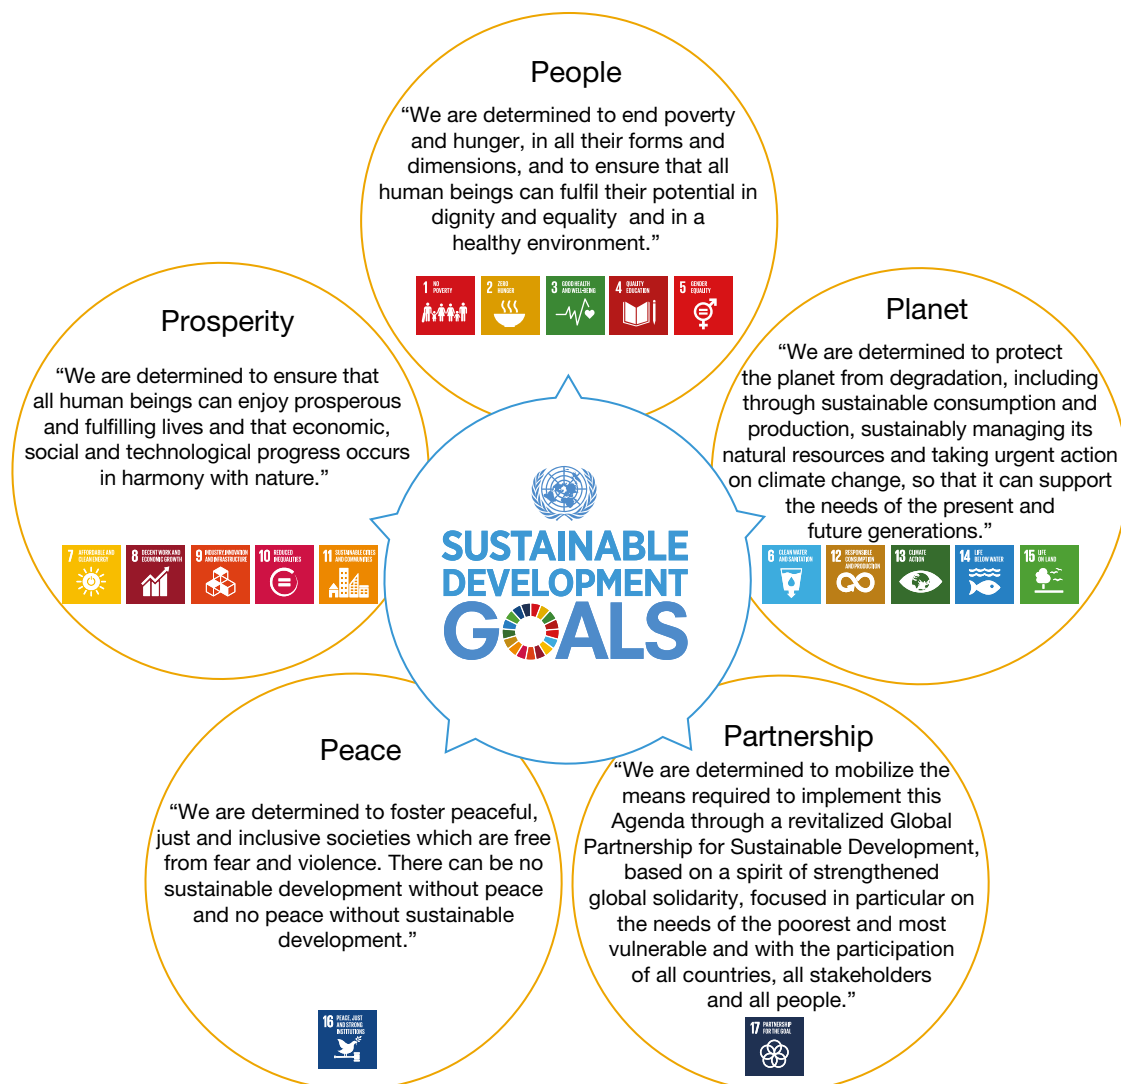 People
“We are determined to end poverty
and hunger, in all their forms and
dimensions, and to ensure that all
human beings can fulfil their potential in
dignity and equality  and in a
healthy environment.”
1 NO
POVERTY
2 ZERO
HUNGER
3 GOOD HEALTH
AND WELL-BEING
4 QUALITY
EDUCATION
5 GENDER
EQUALITY
Prosperity
“We are determined to ensure that
all human beings can enjoy prosperous
and fulfilling lives and that economic,
social and technological progress occurs
in harmony with nature.”
7 AFFORDABLE AND
CLEAN ENERGY
8 DECENT WORK AND
ECONOMIC GROWTH
9 INDUSTRY, INNOVATION
AND INFRASTRUCTURE
10 REDUCED
INEQUALITIES
11 SUSTAINABLE CITIES
AND COMMUNITIES
Planet
“We are determined to protect
the planet from degradation, including
through sustainable consumption and
production, sustainably managing its
natural resources and taking urgent action
on climate change, so that it can support
the needs of the present and
future generations.”
6 CLEAN WATER
AND SANITATION
12 RESPONSIBLE
CONSUMPTION
AND PRODUCTION
13 CLIMATE
ACTION
14 LIFE
BELOW WATER
15 LIFE
ON LAND
SUSTAINABLE
DEVELOPMENT
GOALS
Peace
“We are determined to foster peaceful,
just and inclusive societies which are free
from fear and violence. There can be no
sustainable development without peace
and no peace without sustainable
development.”
16 PEACE, JUST
AND STRONG
INSTITUTIONS
Partnership
“We are determined to mobilize the
means required to implement this
Agenda through a revitalized Global
Partnership for Sustainable Development,
based on a spirit of strengthened
global solidarity, focused in particular on
the needs of the poorest and most
vulnerable and with the participation
of all countries, all stakeholders
and all people.”
17 PARTNERSHIP
FOR THE GOAL